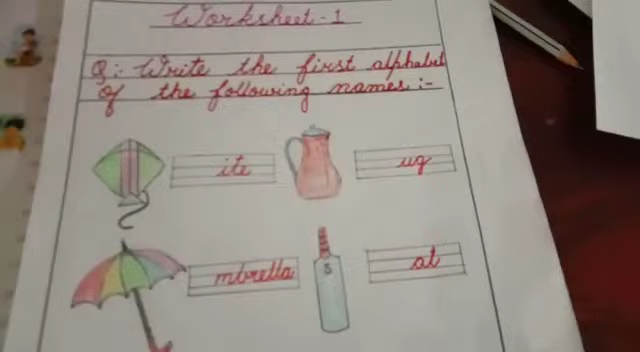 Worksheet - 1
Q:- Write the first alphabet
of the following names :-
ite
ug
mbrella
at
S